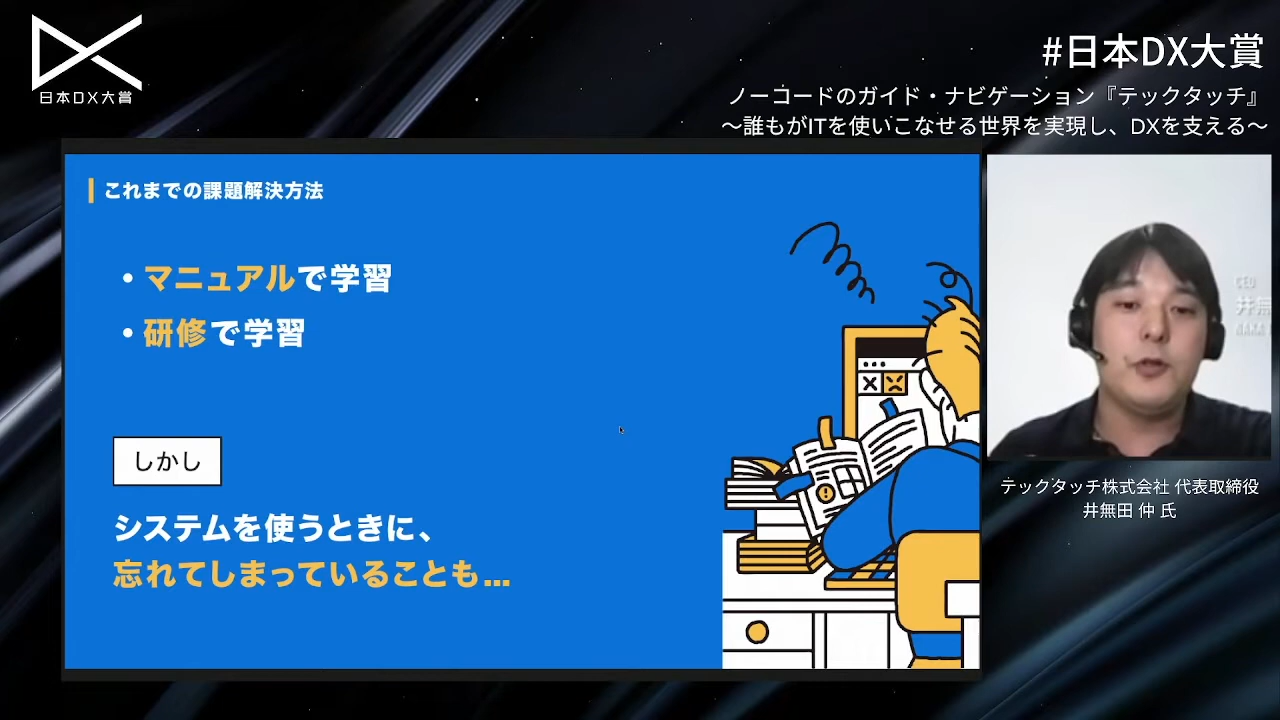 日本DX大賞
#日本DX大賞
ノーコードのガイド・ナビゲーション『テックタッチ』
〜誰もがITを使いこなせる世界を実現し、DXを支える〜
これまでの課題解決方法
・マニュアルで学習
・研修で学習
しかし
システムを使うときに、
忘れてしまっていることも...
CEO
井無
テックタッチ株式会社 代表取締役
井無田 仲 氏